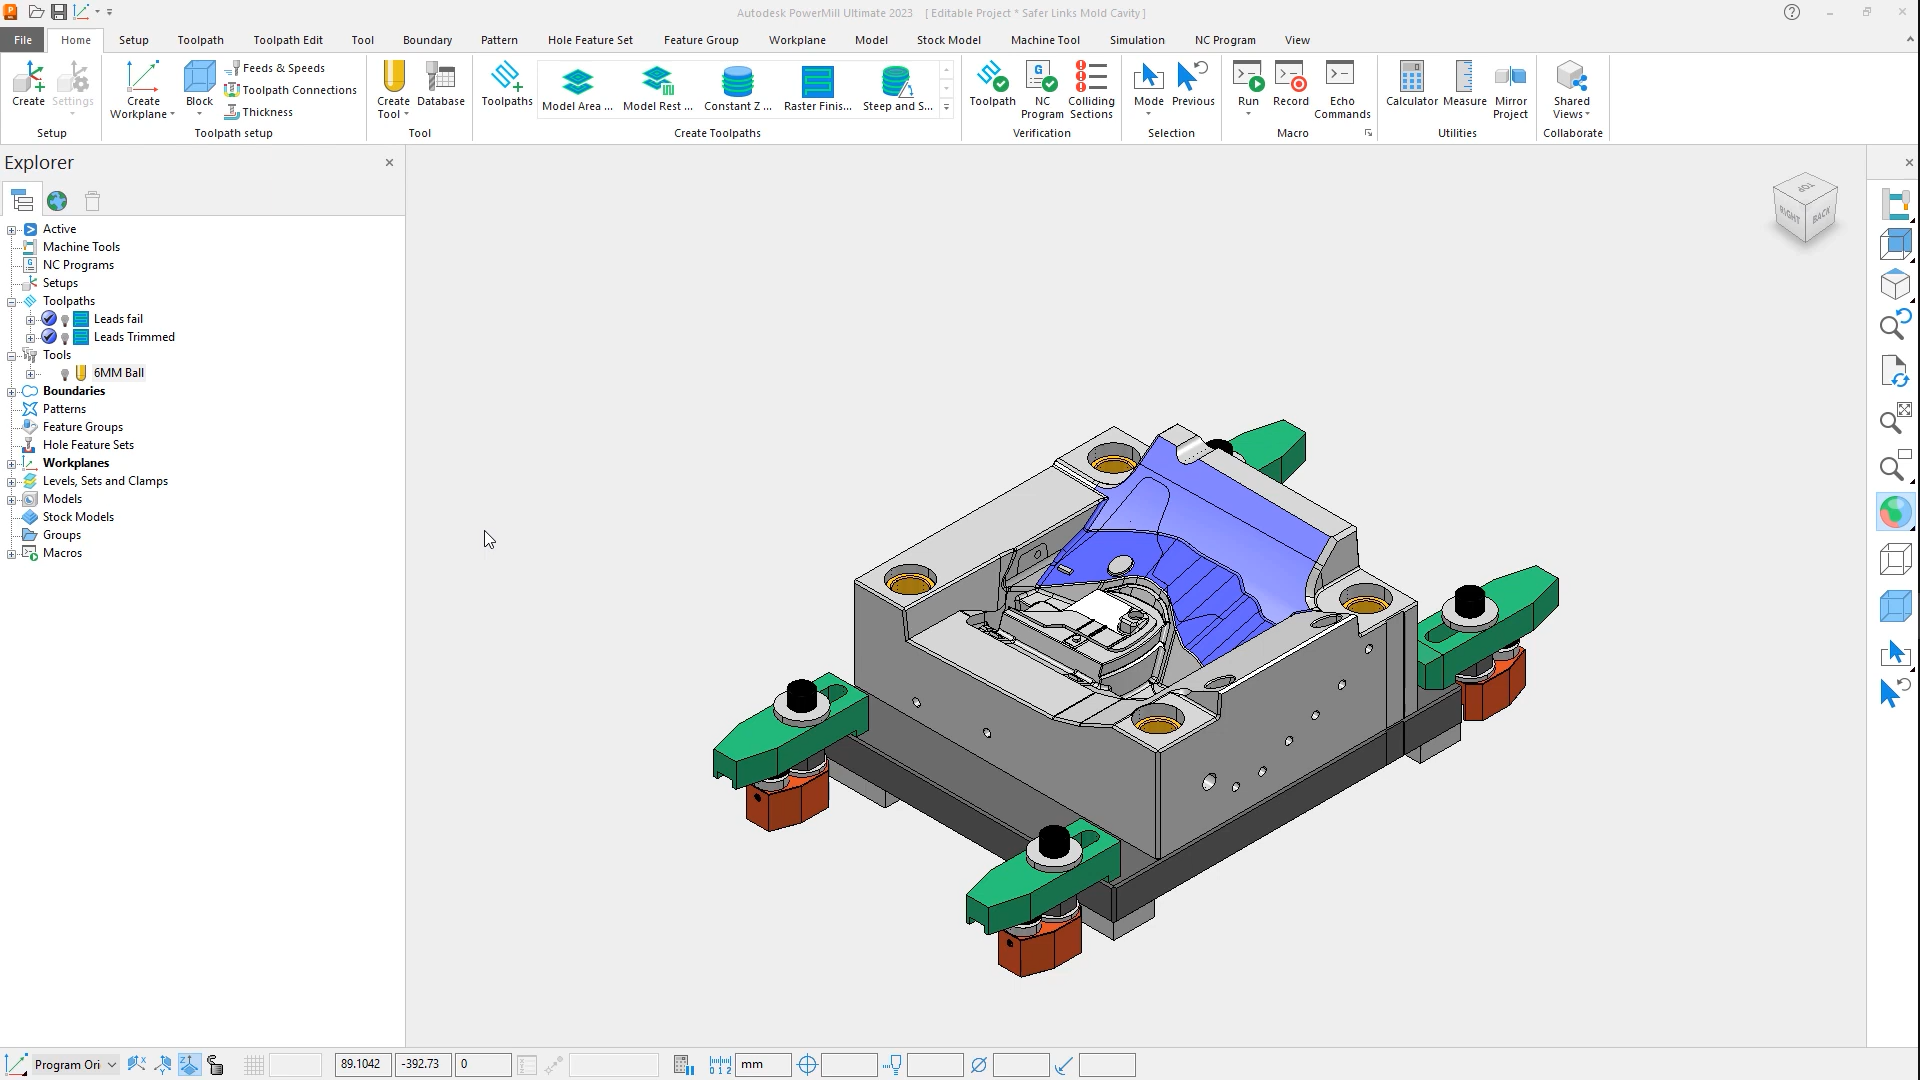 Autodesk PowerMill Ultimate 2023 [ Editable Project * Safer Links Mold Cavity ]
File Home Setup Toolpath Toolpath Edit Tool Boundary Pattern Hole Feature Set Feature Group Workplane Model Stock Model Machine Tool Simulation NC Program View
Create
Settings
Setup
Create Workplane
Block
Feeds & Speeds
Toolpath Connections
Thickness
Toolpath setup
Create Tool
Database
Tool
Toolpaths
Model Area ...
Model Rest ...
Constant Z ...
Raster Finis...
Steep and S...
Create Toolpaths
Toolpath
NC Program
Colliding Sections
Verification
Mode
Previous
Selection
Run
Record
Echo Commands
Macro
Calculator
Measure
Mirror Project
Utilities
Shared Views
Collaborate
Explorer
Active
Machine Tools
NC Programs
Setups
Toolpaths
Leads fail
Leads Trimmed
Tools
6MM Ball
Boundaries
Patterns
Feature Groups
Hole Feature Sets
Workplanes
Levels, Sets and Clamps
Models
Stock Models
Groups
Macros
TOP
RIGHT
BACK
Program Ori
89.1042
-392.73
0
mm